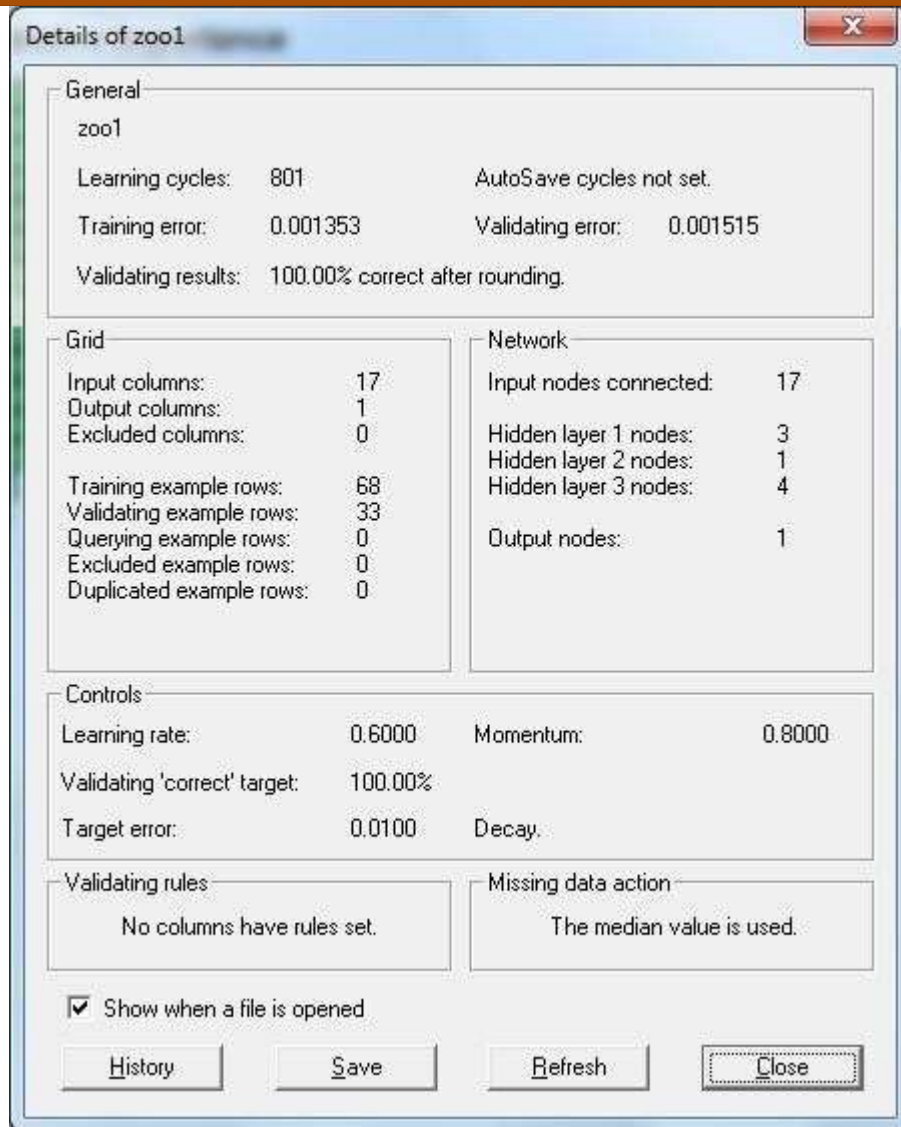 Details of zoo1
General
zoo1
Learning cycles: 801 AutoSave cycles not set.
Training error: 0.001353 Validating error: 0.001515
Validating results: 100.00% correct after rounding.
Grid
Input columns: 17
Output columns: 1
Excluded columns: 0
Training example rows: 68
Validating example rows: 33
Querying example rows: 0
Excluded example rows: 0
Duplicated example rows: 0
Network
Input nodes connected: 17
Hidden layer 1 nodes: 3
Hidden layer 2 nodes: 1
Hidden layer 3 nodes: 4
Output nodes: 1
Controls
Learning rate: 0.6000 Momentum: 0.8000
Validating 'correct' target: 100.00%
Target error: 0.0100 Decay.
Validating rules
No columns have rules set.
Missing data action
The median value is used.
Show when a file is opened
History Save Refresh Close